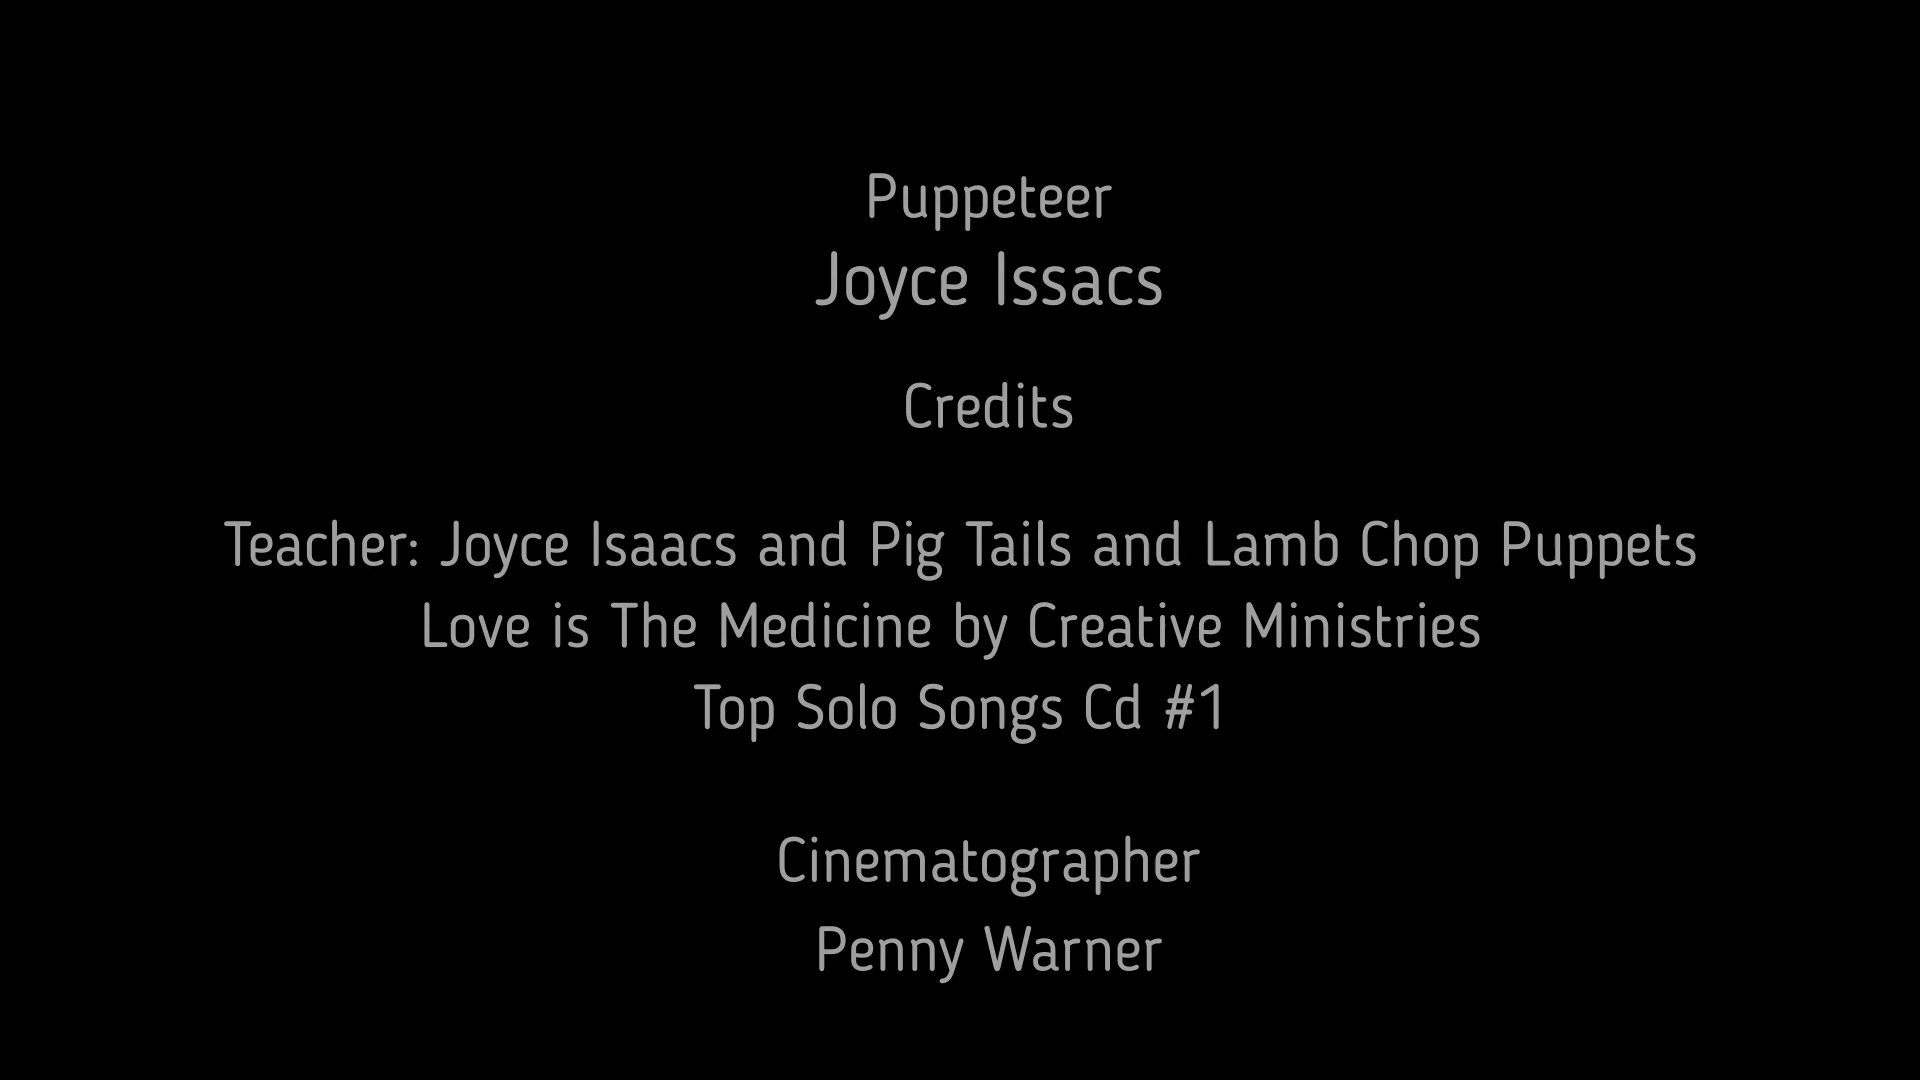 Puppeteer
Joyce Issacs
Credits
Teacher: Joyce Isaacs and Pig Tails and Lamb Chop Puppets
Love is The Medicine by Creative Ministries
Top Solo Songs Cd #1
Cinematographer
Penny Warner